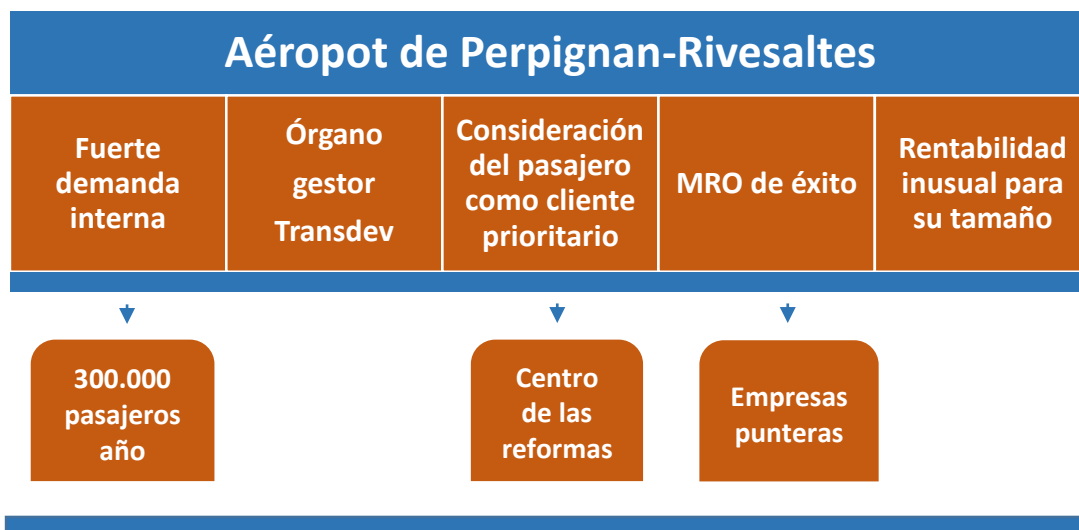 Aéropot de Perpignan-Rivesaltes
Fuerte
demanda
interna
Órgano
gestor
Transdev
Consideración
del pasajero
como cliente
prioritario
MRO de éxito
Rentabilidad
inusual para
su tamaño
300.000
pasajeros
año
Centro
de las
reformas
Empresas
punteras